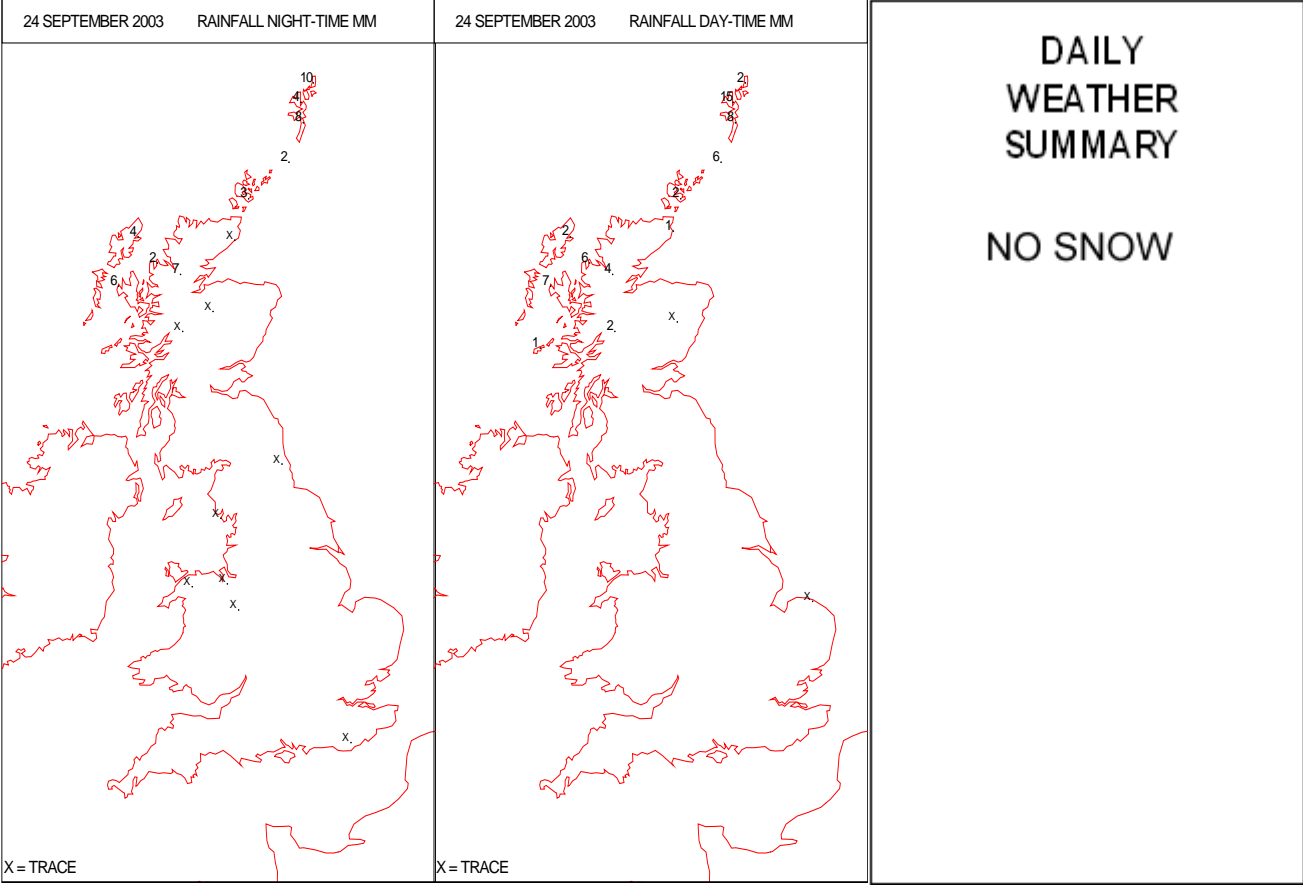 24 SEPTEMBER 2003 RAINFALL NIGHT-TIME MM
10
4
8
2
3
X
4
2
7
6
X
X
X
X
X
X
X
X
X = TRACE
24 SEPTEMBER 2003 RAINFALL DAY-TIME MM
2
15
8
6
2
1
2
6
4
7
X
2
1
X
X = TRACE
DAILY
WEATHER
SUMMARY
NO SNOW